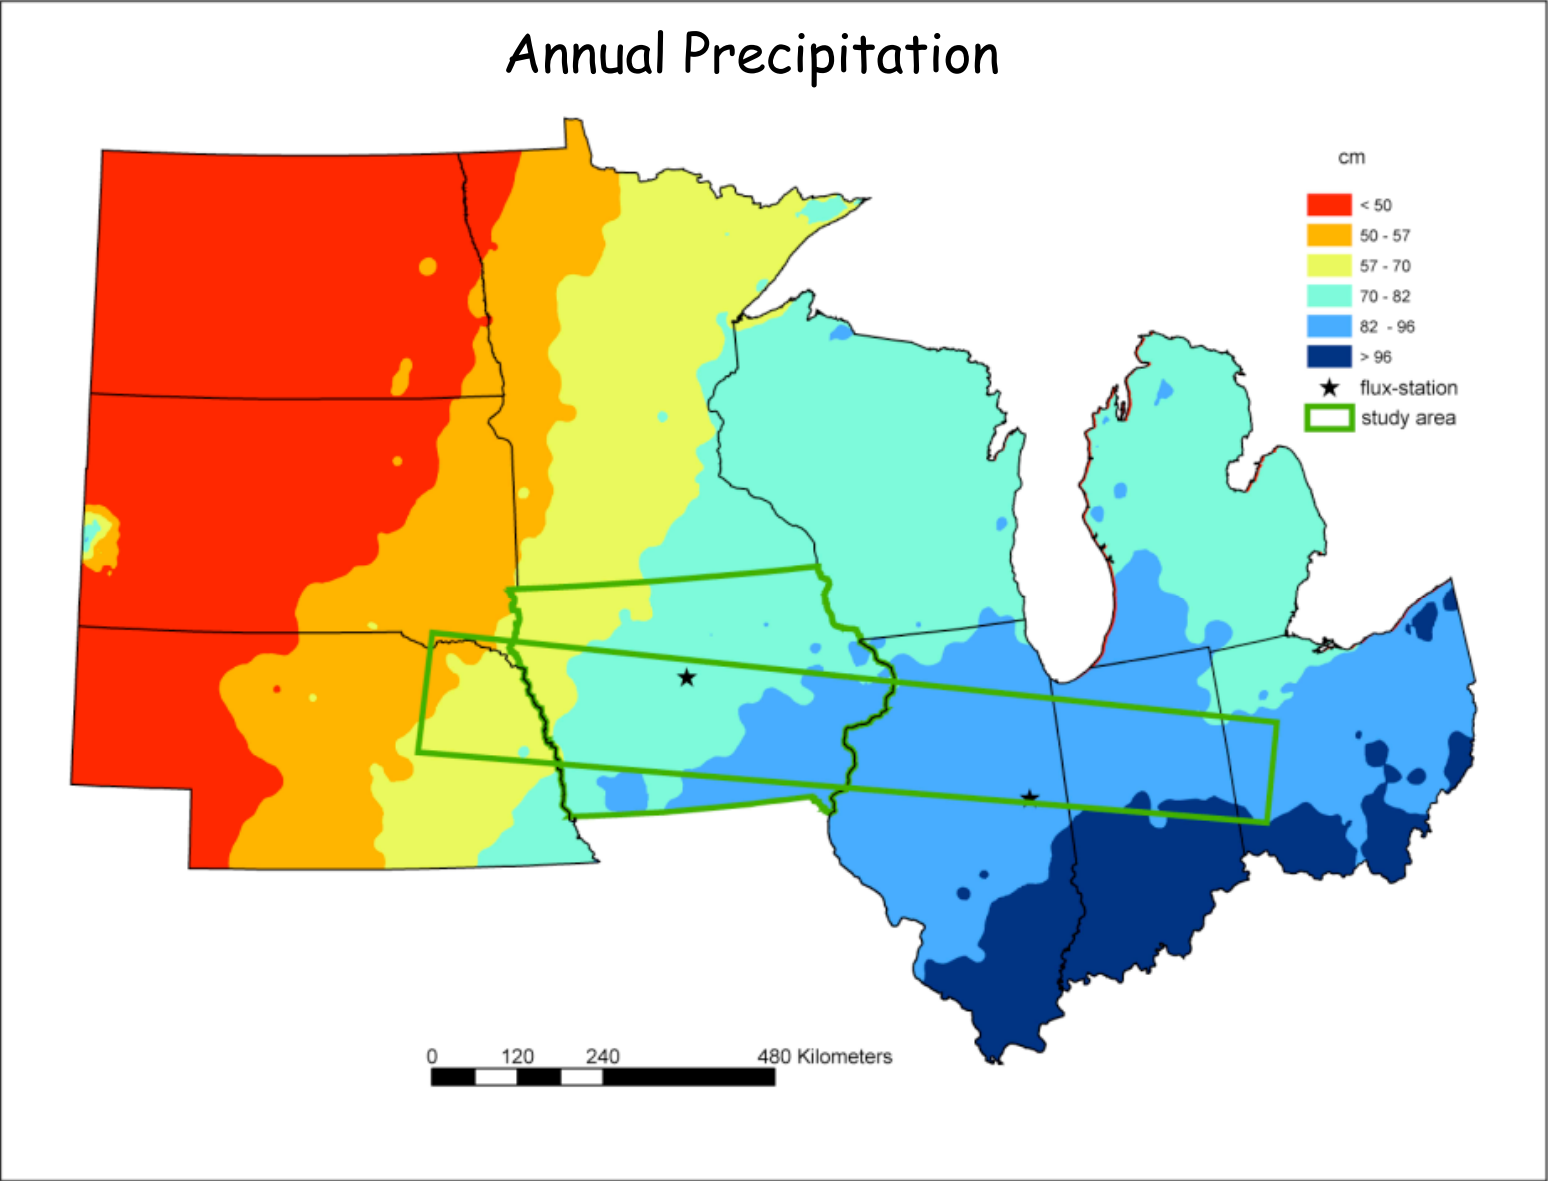 Annual Precipitation
cm
< 50
50 - 57
57 - 70
70 - 82
82 - 96
> 96
flux-station
study area
0 120 240 480 Kilometers